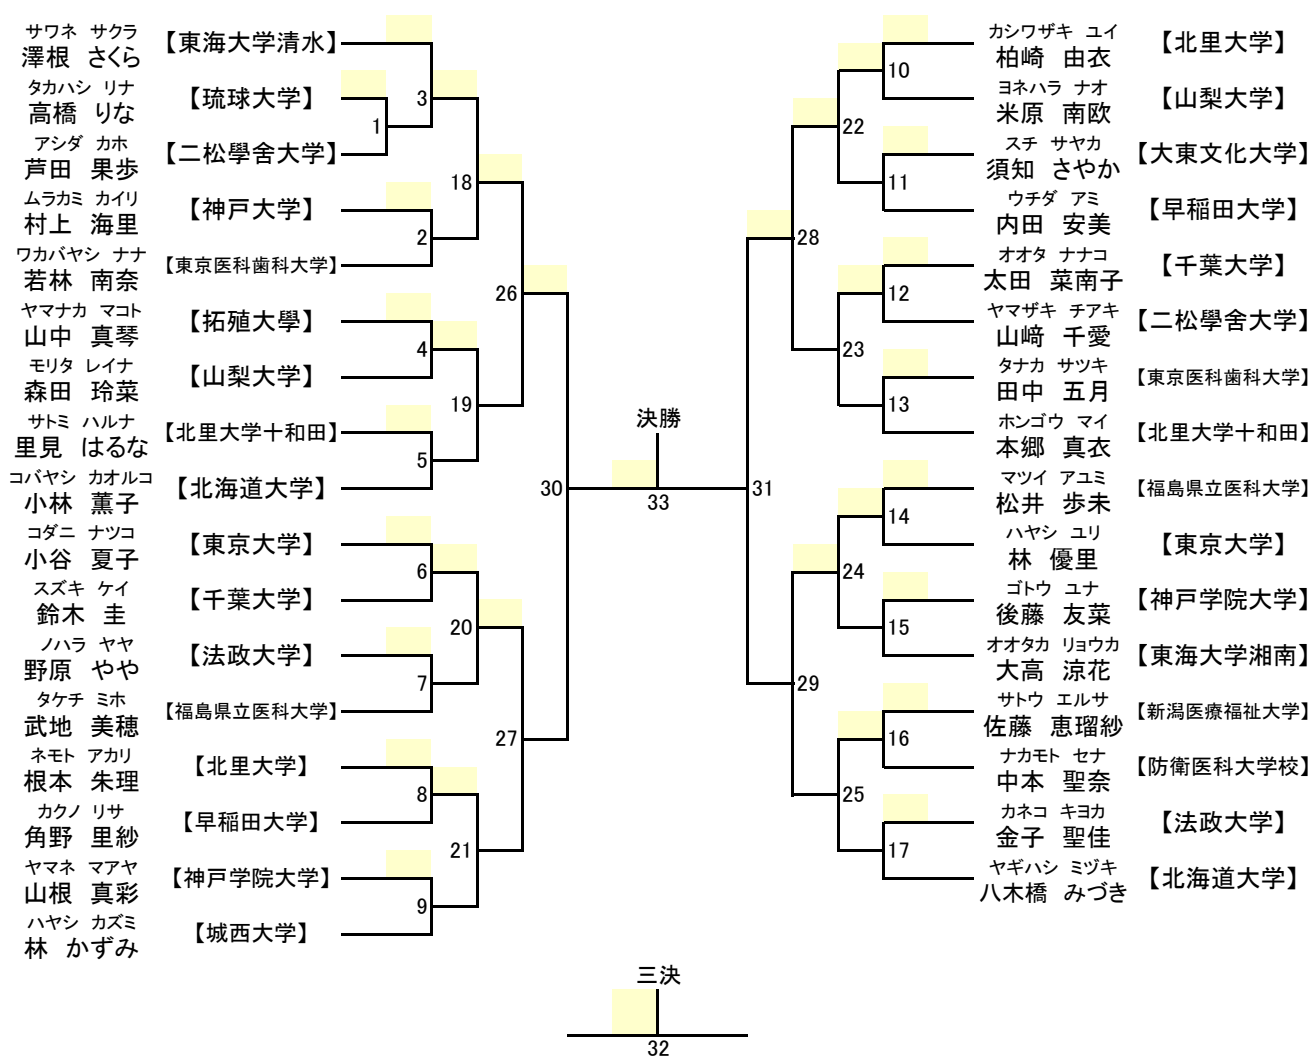 サワネ サクラ
澤根 さくら 【東海大学清水】
タカハシ リナ
高橋 りな 【琉球大学】
アシダ カホ
芦田 果歩 【二松學舍大学】
ムラカミ カイリ
村上 海里 【神戸大学】
ワカバヤシ ナナ
若林 南奈 【東京医科歯科大学】
ヤマナカ マコト
山中 真琴 【拓殖大學】
モリタ レイナ
森田 玲菜 【山梨大学】
サトミ ハルナ
里見 はるな 【北里大学十和田】
コバヤシ カオルコ
小林 薫子 【北海道大学】
コダニ ナツコ
小谷 夏子 【東京大学】
スズキ ケイ
鈴木 圭 【千葉大学】
ノハラ ヤヤ
野原 やや 【法政大学】
タケチ ミホ
武地 美穂 【福島県立医科大学】
ネモト アカリ
根本 朱理 【北里大学】
カクノ リサ
角野 里紗 【早稲田大学】
ヤマネ マアヤ
山根 真彩 【神戸学院大学】
ハヤシ カズミ
林 かずみ 【城西大学】
1
3
2
18
4
5
19
26
6
7
20
8
9
21
27
30
決勝
33
三決
32
31
28
22
10
11
23
12
13
29
24
14
15
25
16
17
カシワザキ ユイ
柏崎 由衣 【北里大学】
ヨネハラ ナオ
米原 南欧 【山梨大学】
スチ サヤカ
須知 さやか 【大東文化大学】
ウチダ アミ
内田 安美 【早稲田大学】
オオタ ナナコ
太田 菜南子 【千葉大学】
ヤマザキ チアキ
山﨑 千愛 【二松學舍大学】
タナカ サツキ
田中 五月 【東京医科歯科大学】
ホンゴウ マイ
本郷 真衣 【北里大学十和田】
マツイ アユミ
松井 歩未 【福島県立医科大学】
ハヤシ ユリ
林 優里 【東京大学】
ゴトウ ユナ
後藤 友菜 【神戸学院大学】
オオタカ リョウカ
大高 涼花 【東海大学湘南】
サトウ エルサ
佐藤 恵瑠紗 【新潟医療福祉大学】
ナカモト セナ
中本 聖奈 【防衛医科大学校】
カネコ キヨカ
金子 聖佳 【法政大学】
ヤギハシ ミヅキ
八木橋 みづき 【北海道大学】